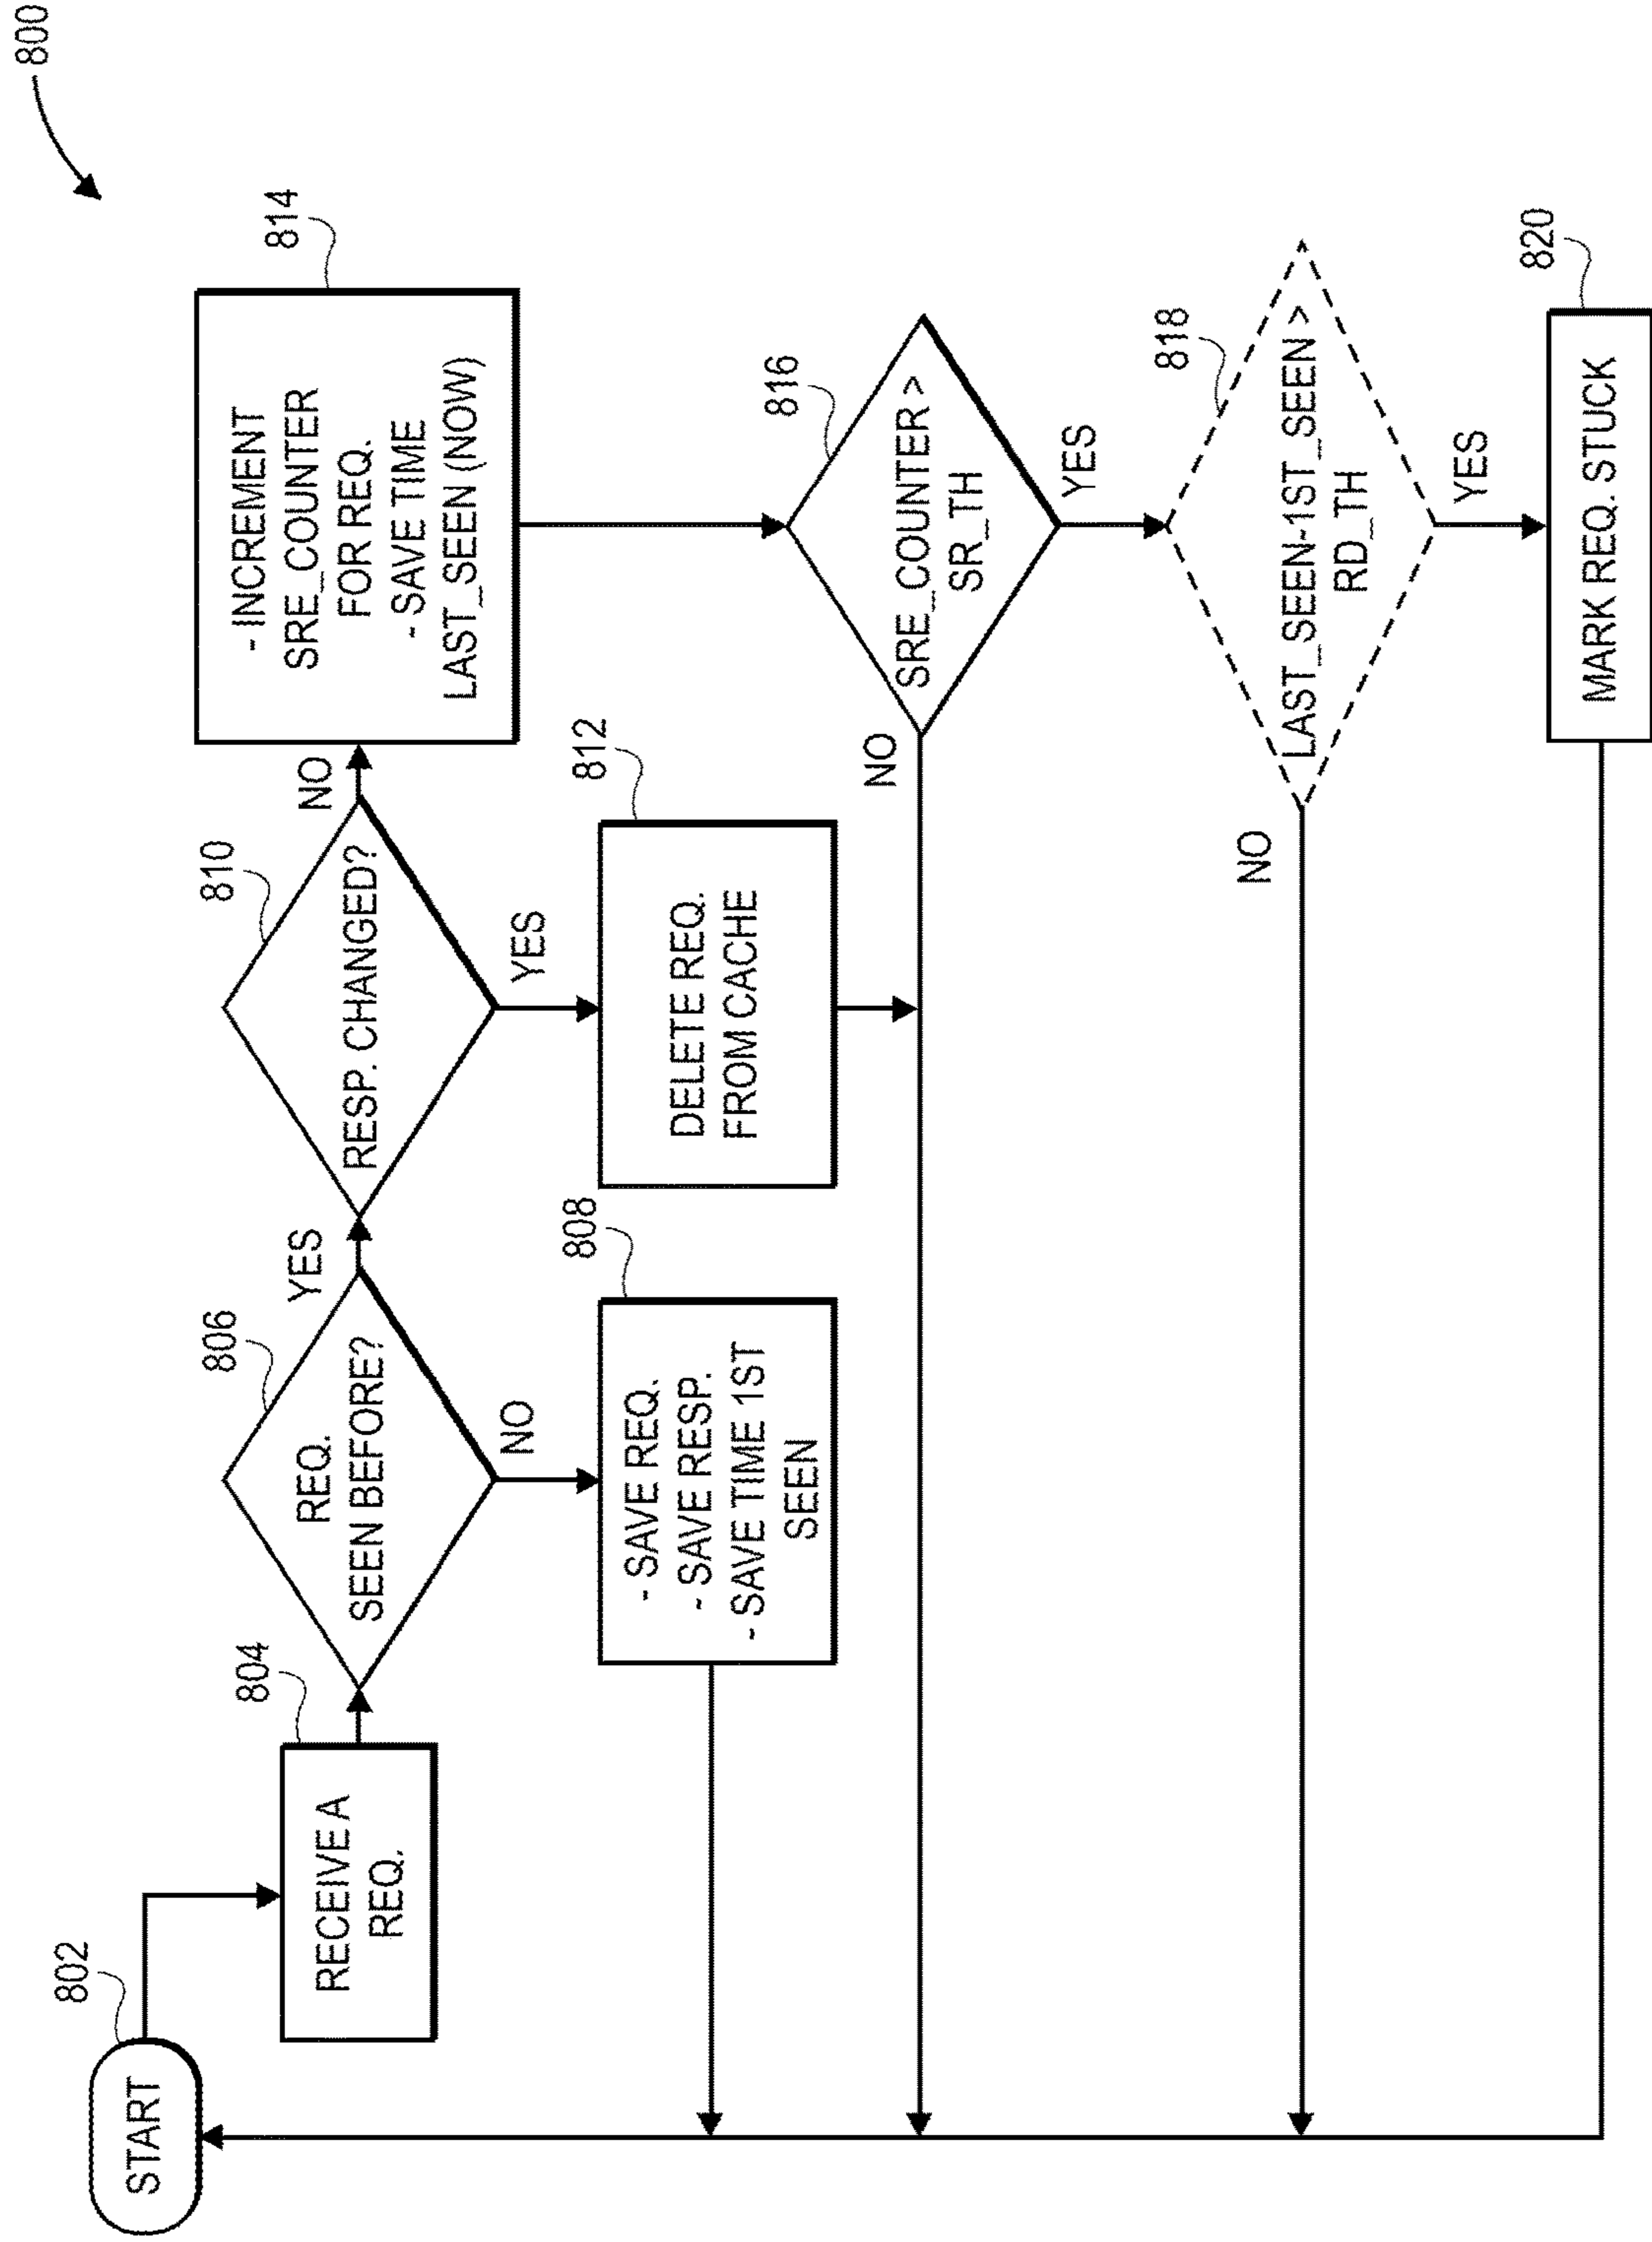 800
802
START
804
RECEIVE A
REQ.
806
REQ.
SEEN BEFORE?
YES
NO
808
- SAVE REQ.
- SAVE RESP.
- SAVE TIME 1ST
SEEN
810
RESP. CHANGED?
NO
YES
812
DELETE REQ.
FROM CACHE
814
- INCREMENT
SRE_COUNTER
FOR REQ.
- SAVE TIME
LAST_SEEN (NOW)
816
SRE_COUNTER >
SR_TH
NO
YES
818
LAST_SEEN-1ST_SEEN >
RD_TH
NO
YES
820
MARK REQ. STUCK